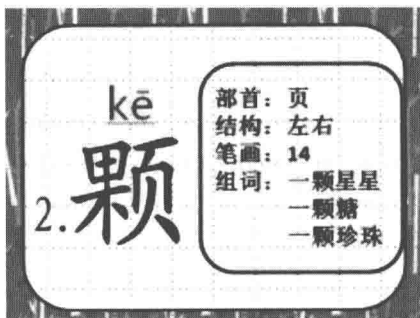 kē
2.颗
部首：页
结构：左右
笔画：14
组词：一颗星星
一颗糖
一颗珍珠